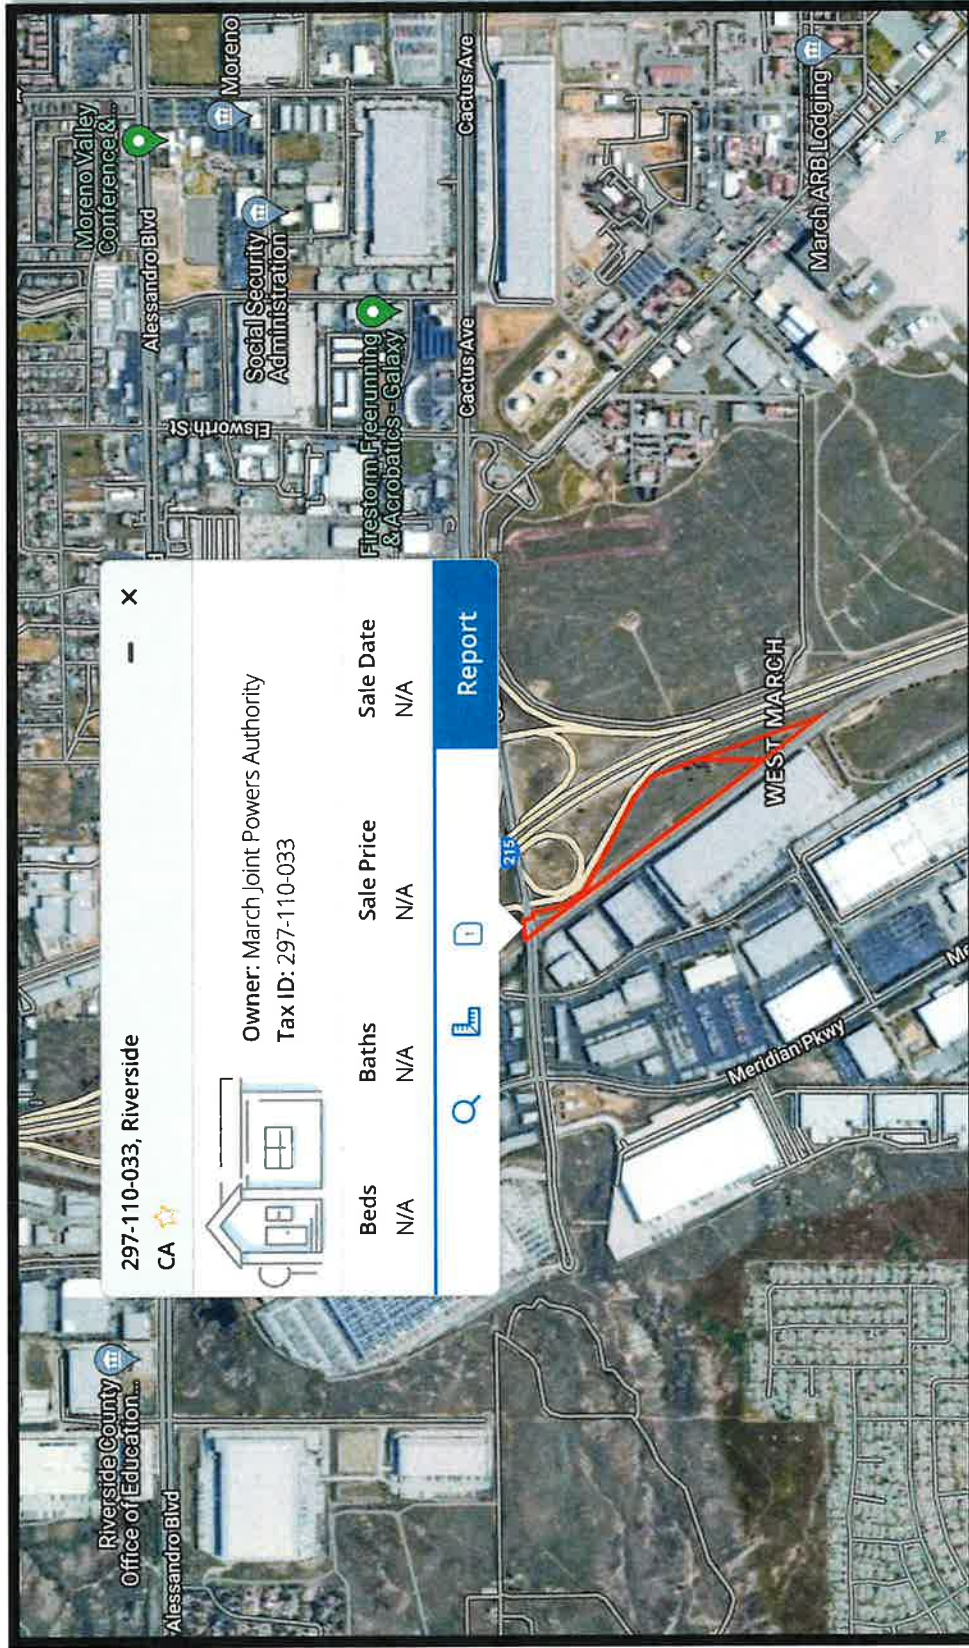 Riverside County
Office of Education...
Alessandro Blvd
297-110-033, Riverside
CA
Owner: March Joint Powers Authority
Tax ID: 297-110-033
Beds
Baths
Sale Price
Sale Date
N/A
N/A
N/A
N/A
Report
Alessandro Blvd
Elsworth St
Moreno Valley
Conference &...
Moreno
Social Security
Administration
Firestorm Freerunning
& Acrobatics - Galaxy
Cactus Ave
Cactus Ave
215
Meridian Pkwy
WEST MARCH
March ARB Lodging